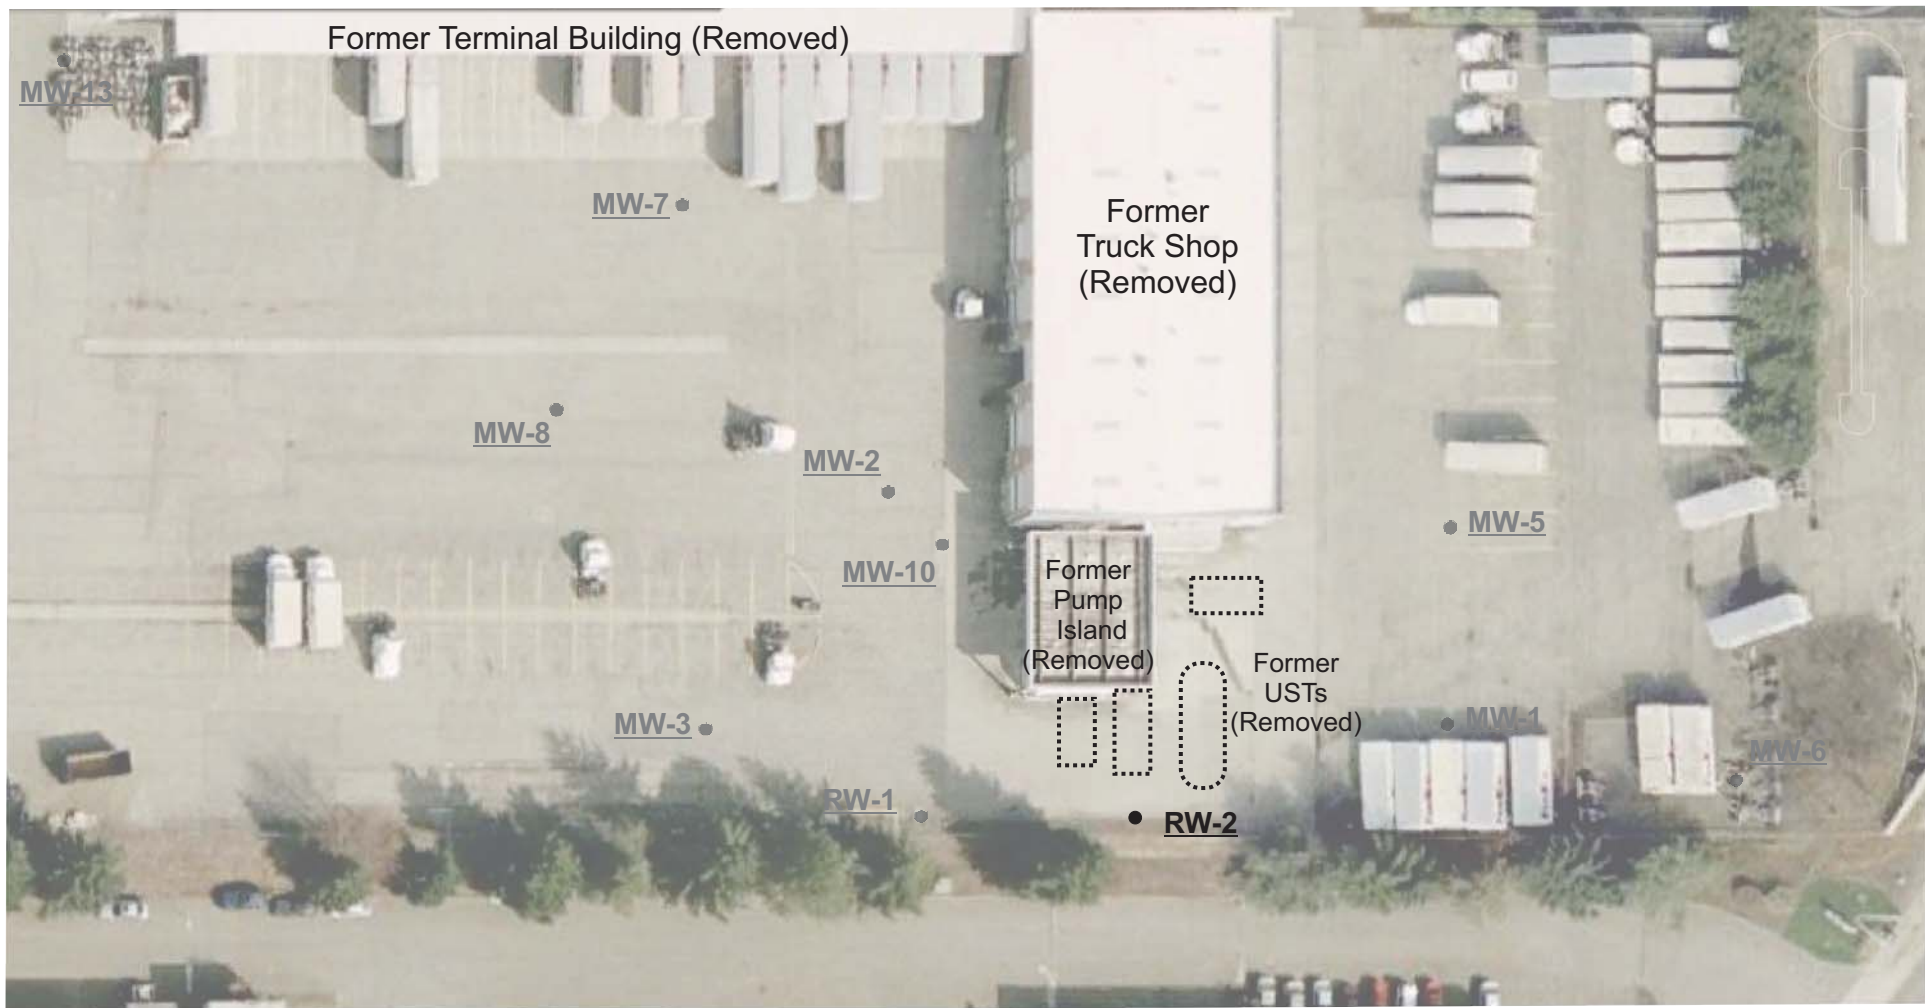 Former Terminal Building (Removed)
MW-13
MW-7
Former
Truck Shop
(Removed)
MW-8
MW-2
MW-5
MW-10
Former
Pump
Island
(Removed)
Former
USTs
(Removed)
MW-3
MW-1
MW-6
RW-1
RW-2